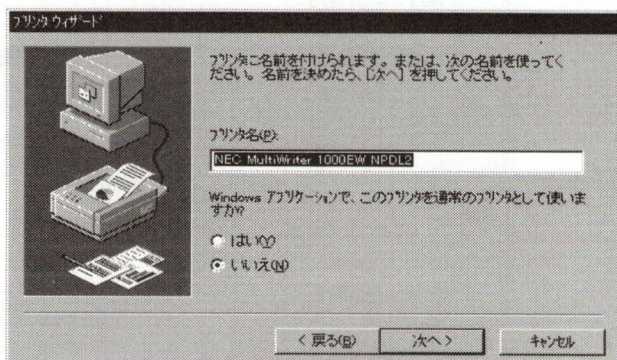 プリンタ ウィザード
プリンタに名前を付けられます。または、次の名前を使ってく
ださい。名前を決めたら、[次へ] を押してください。
プリンタ名(P):
NEC MultiWriter 1000EW NPDL2
Windows アプリケーションで、このプリンタを通常のプリンタとして使いま
すか?
はい(Y)
いいえ(N)
< 戻る(B)
次へ >
キャンセル